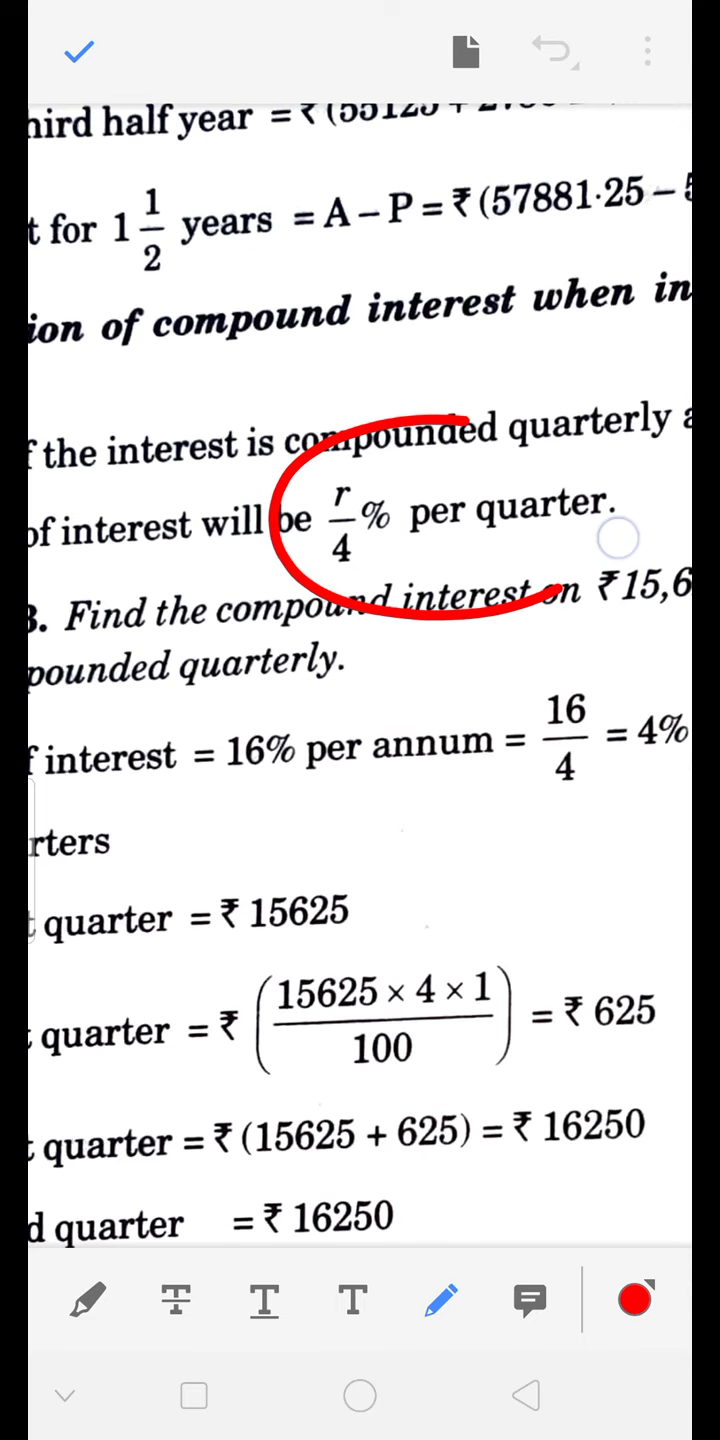 hird half year = ₹ (55125 +
t for 1 1/2 years = A – P = ₹ (57881·25 –
ion of compound interest when in
f the interest is compounded quarterly a
of interest will be r/4 % per quarter.
3. Find the compound interest on ₹15,6
pounded quarterly.
f interest = 16% per annum = 16/4 = 4%
rters
t quarter = ₹ 15625
t quarter = ₹ (15625 × 4 × 1 / 100) = ₹ 625
t quarter = ₹ (15625 + 625) = ₹ 16250
d quarter = ₹ 16250